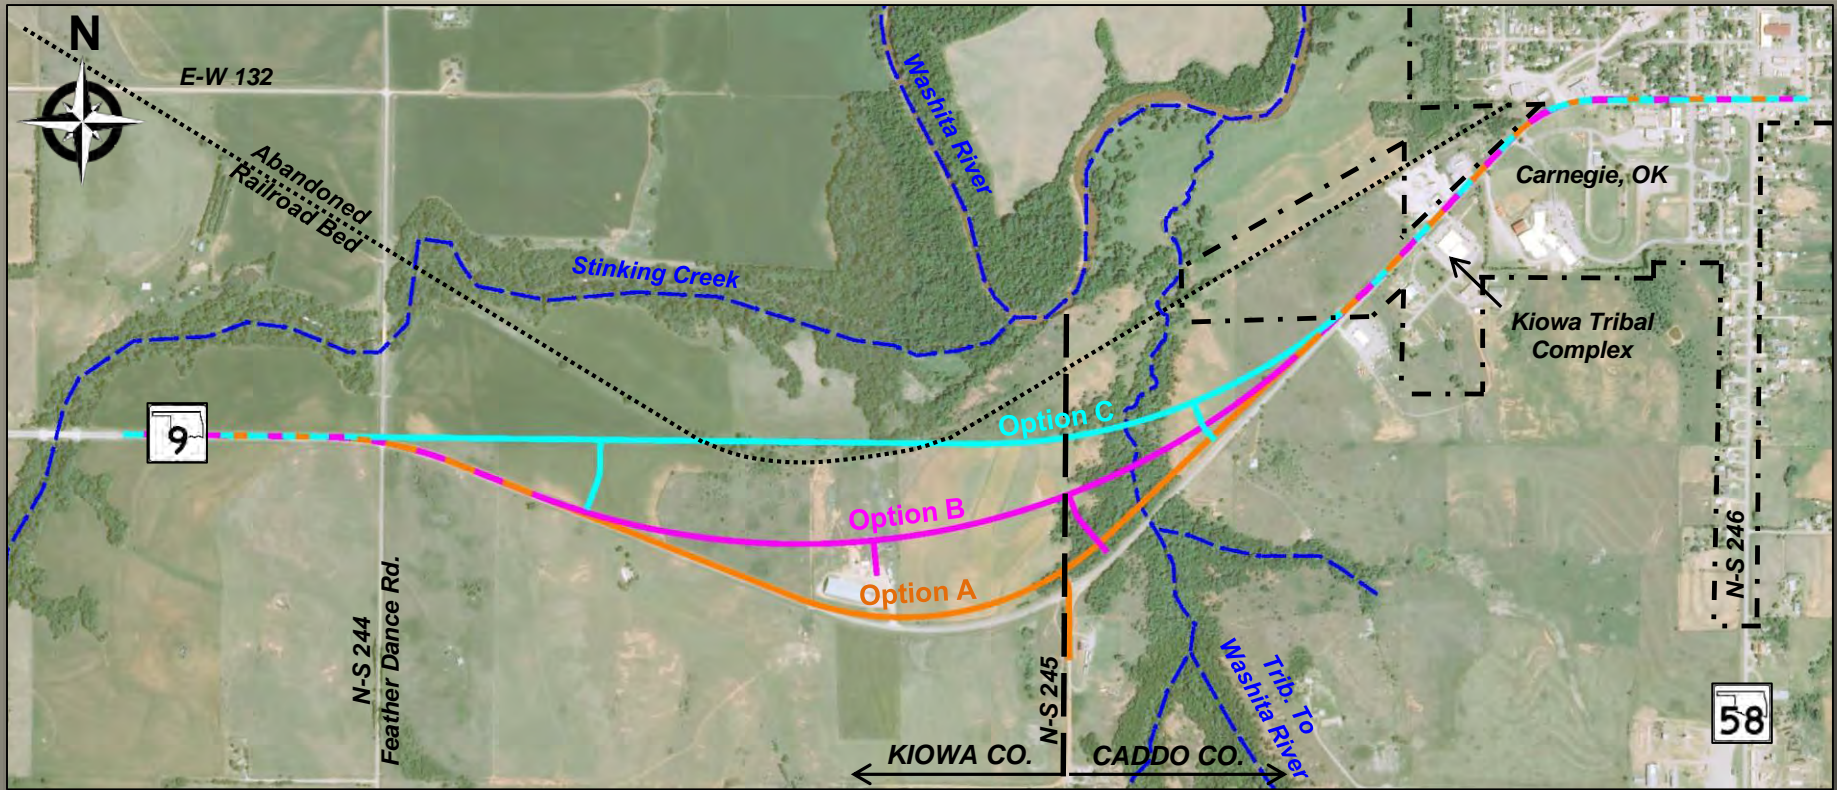 N
E-W 132
Abandoned
Railroad Bed
Washita River
Stinking Creek
Carnegie, OK
Kiowa Tribal
Complex
9
Option C
Option B
Option A
N-S 244
Feather Dance Rd.
N-S 245
N-S 246
Trib. To
Washita River
58
KIOWA CO.
CADDO CO.